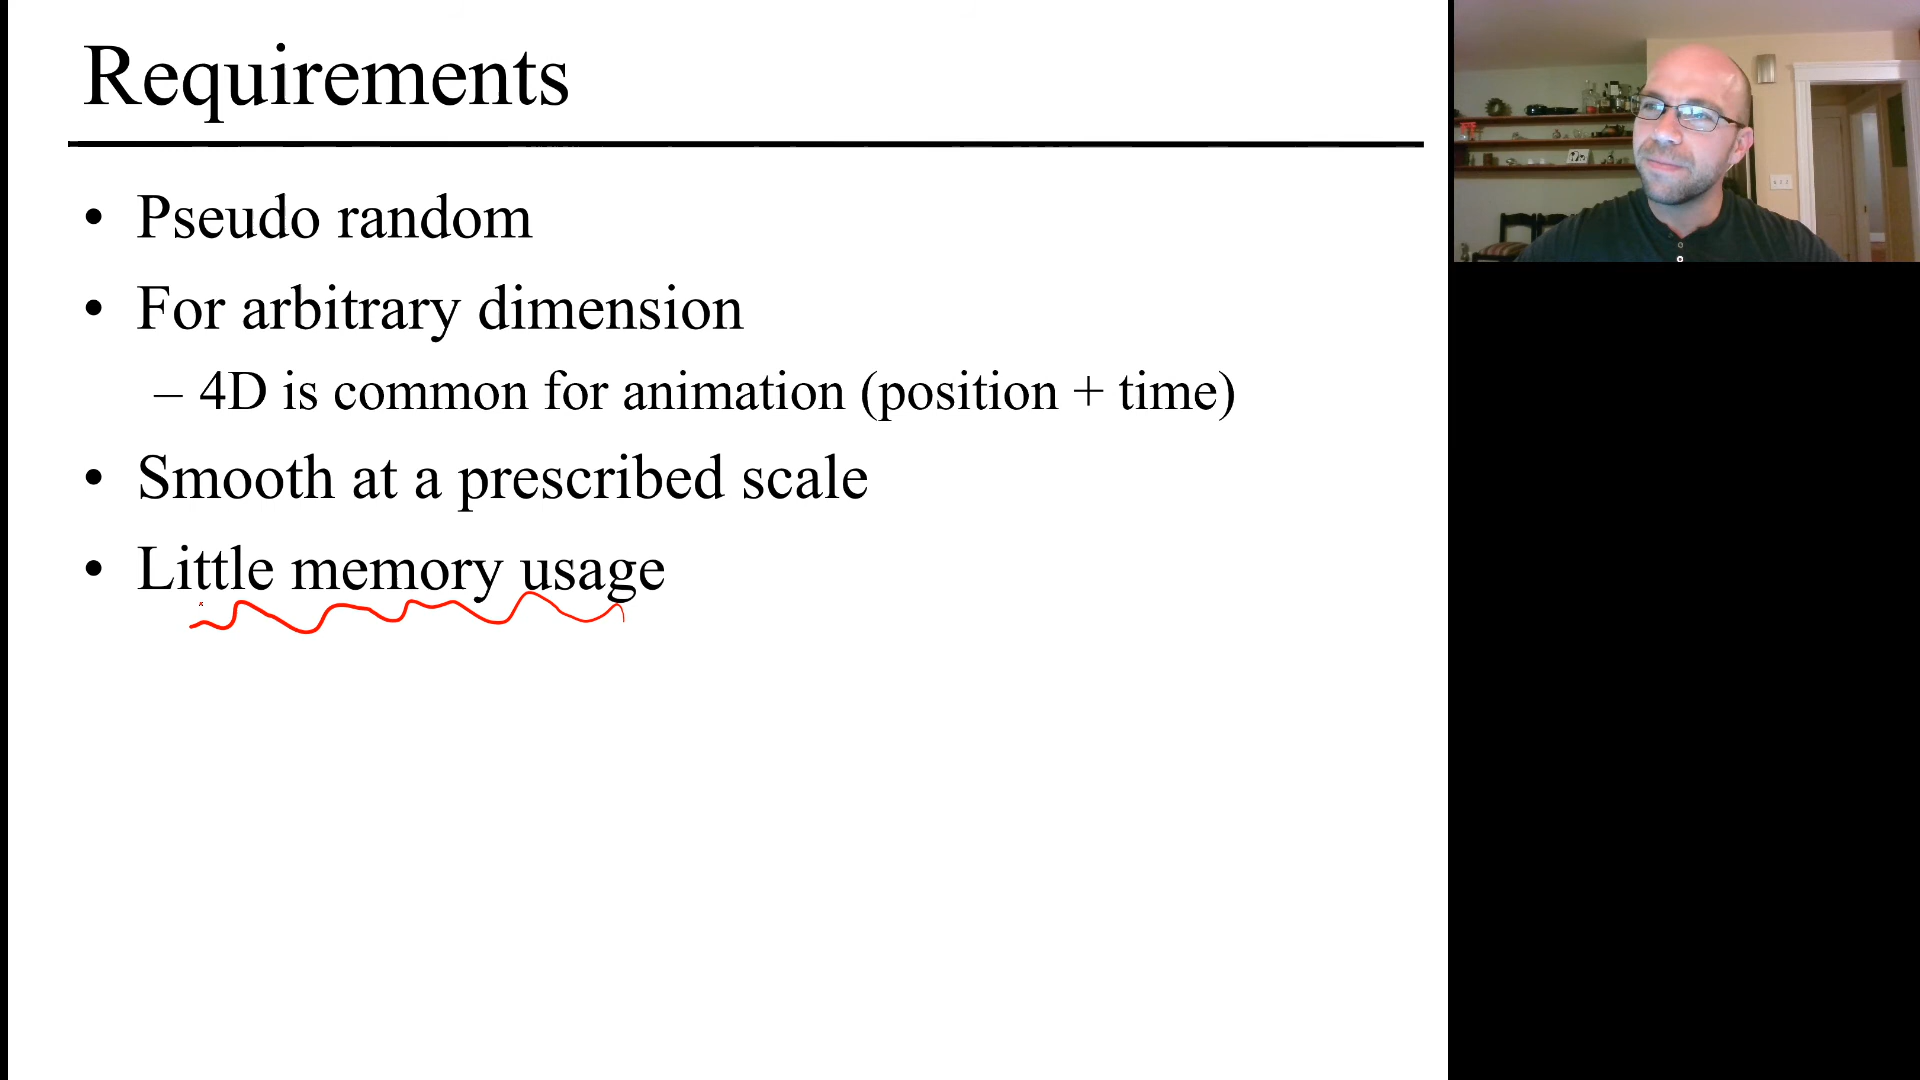 Requirements
• Pseudo random
• For arbitrary dimension
– 4D is common for animation (position + time)
• Smooth at a prescribed scale
• Little memory usage